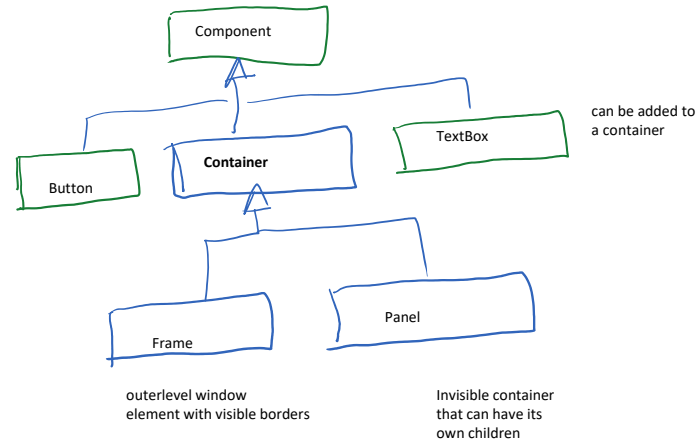 Component
can be added to
a container
TextBox
Container
Button
Panel
Frame
outerlevel window
element with visible borders
Invisible container
that can have its
own children